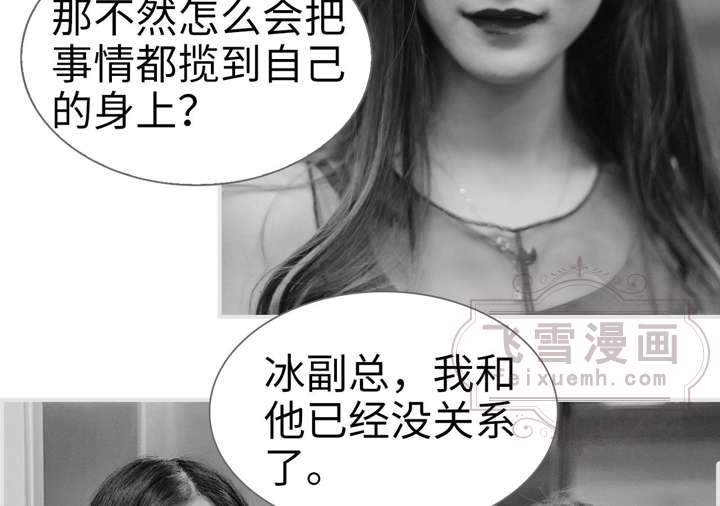 那不然怎么会把
事情都揽到自己
的身上？
冰副总，我和
他已经没关系
了。
飞雪漫画
feixuemh.com